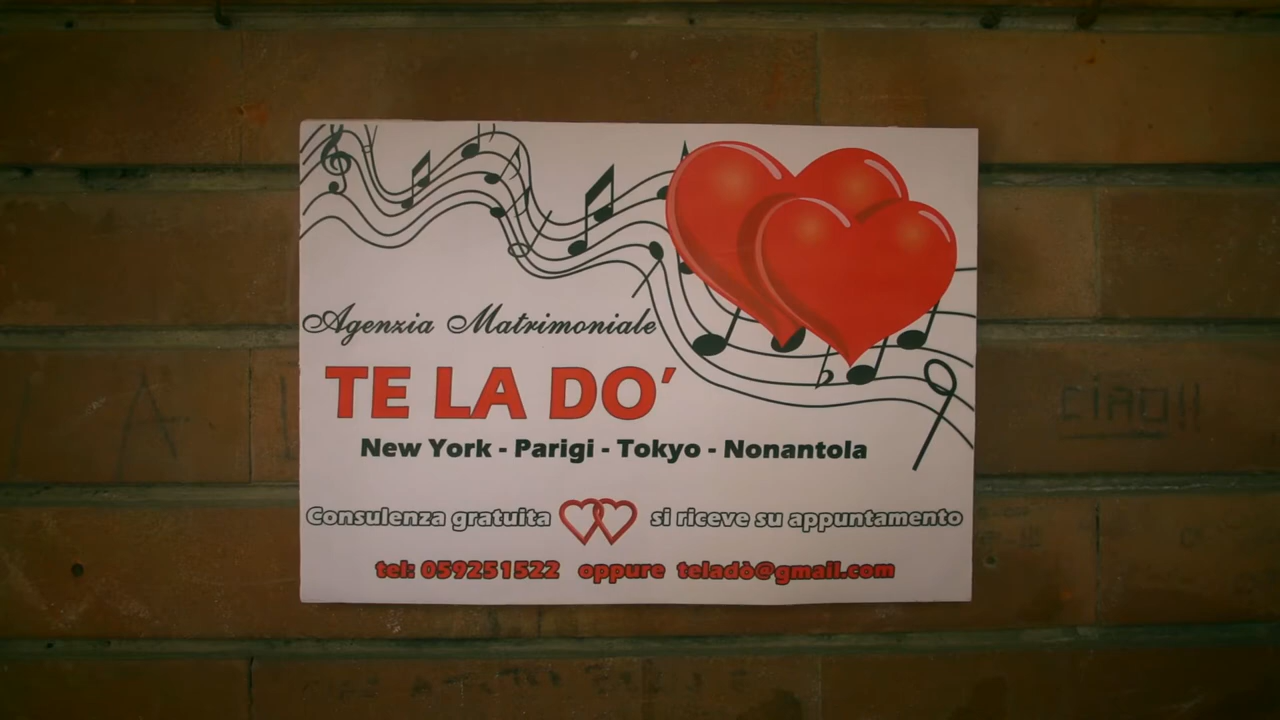 Agenzia Matrimoniale
TE LA DO'
New York - Parigi - Tokyo - Nonantola
Consulenza gratuita si riceve su appuntamento
tel: 059251522 oppure teladò@gmail.com
CIAO!!